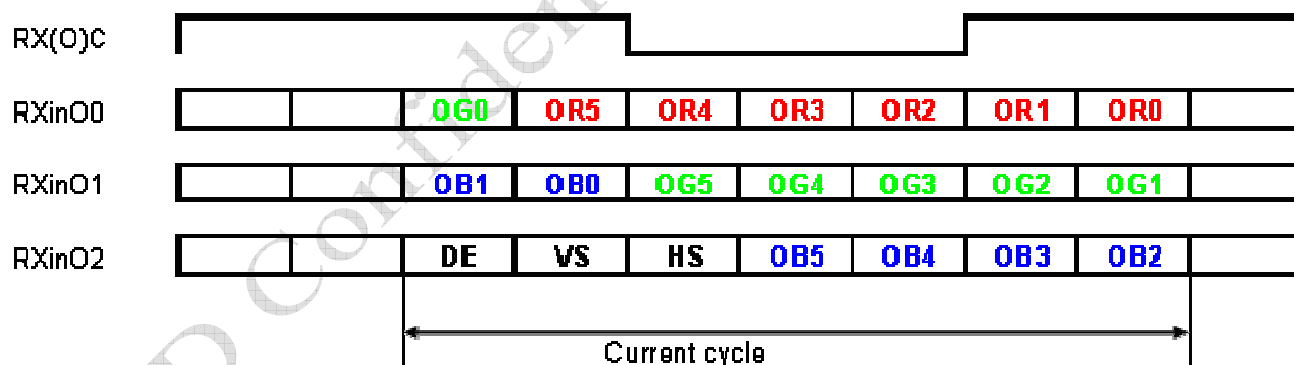 RX(O)C
RXinO0 OG0 OR5 OR4 OR3 OR2 OR1 OR0
RXinO1 OB1 OB0 OG5 OG4 OG3 OG2 OG1
RXinO2 DE VS HS OB5 OB4 OB3 OB2
Current cycle
D Confiden